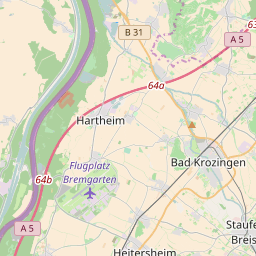 B 31
63
A 5
64a
Hartheim
Flugplatz
Bremgarten
Bad Krozingen
64b
A 5
Staufe
Breis
Heitersheim